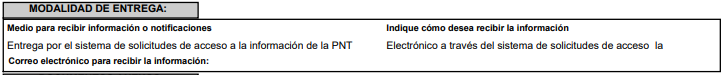 MODALIDAD DE ENTREGA:
Medio para recibir información o notificaciones Indique cómo desea recibir la información
Entrega por el sistema de solicitudes de acceso a la información de la PNT Electrónico a través del sistema de solicitudes de acceso la
Correo electrónico para recibir la información: